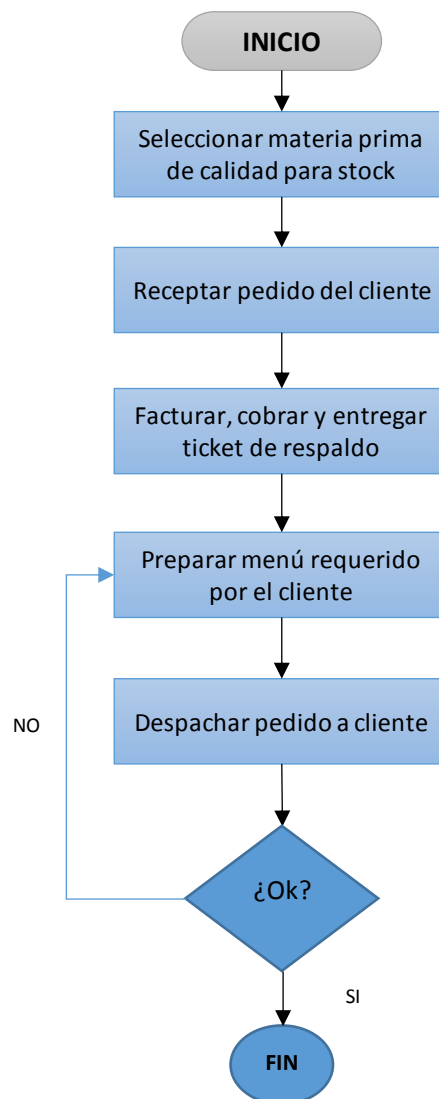 INICIO
Seleccionar materia prima
de calidad para stock
Receptar pedido del cliente
Facturar, cobrar y entregar
ticket de respaldo
Preparar menú requerido
por el cliente
Despachar pedido a cliente
NO
¿Ok?
SI
FIN